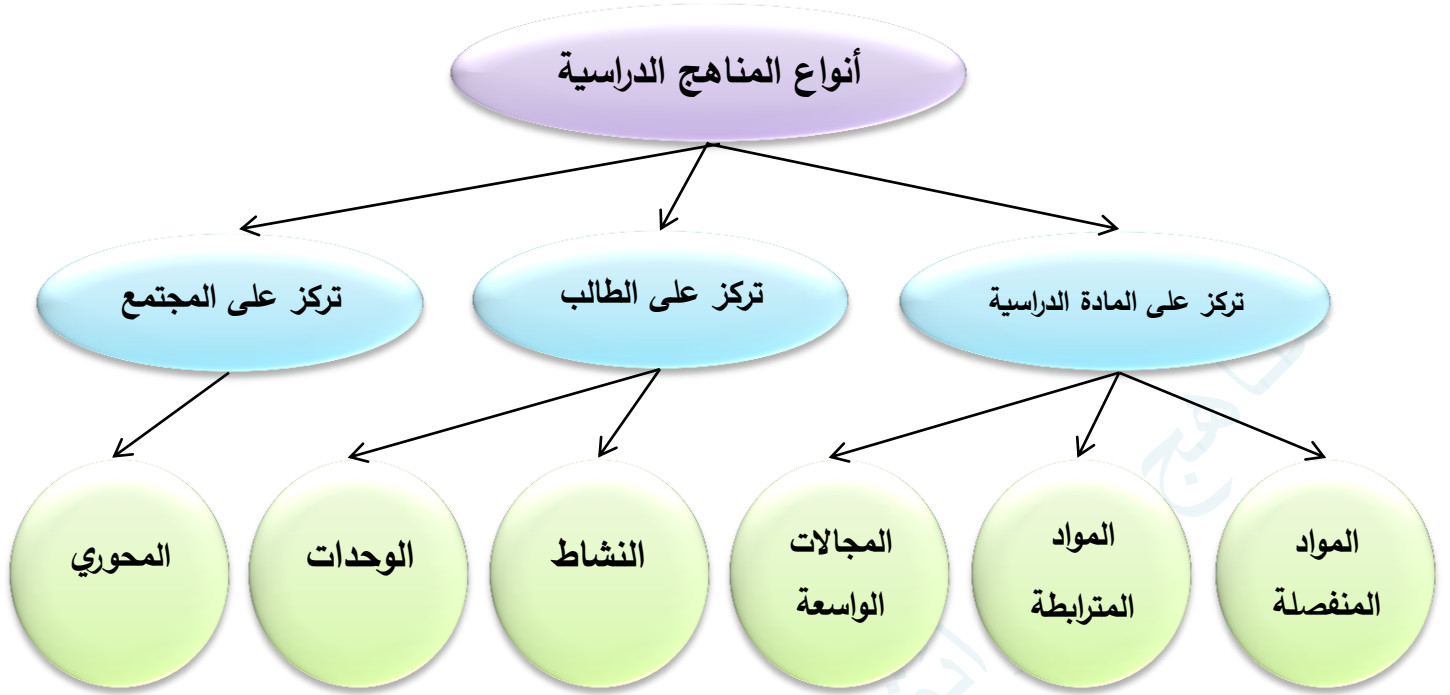 أنواع المناهج الدراسية
تركز على المادة الدراسية
تركز على الطالب
تركز على المجتمع
المواد
المنفصلة
المواد
المترابطة
المجالات
الواسعة
النشاط
الوحدات
المحوري